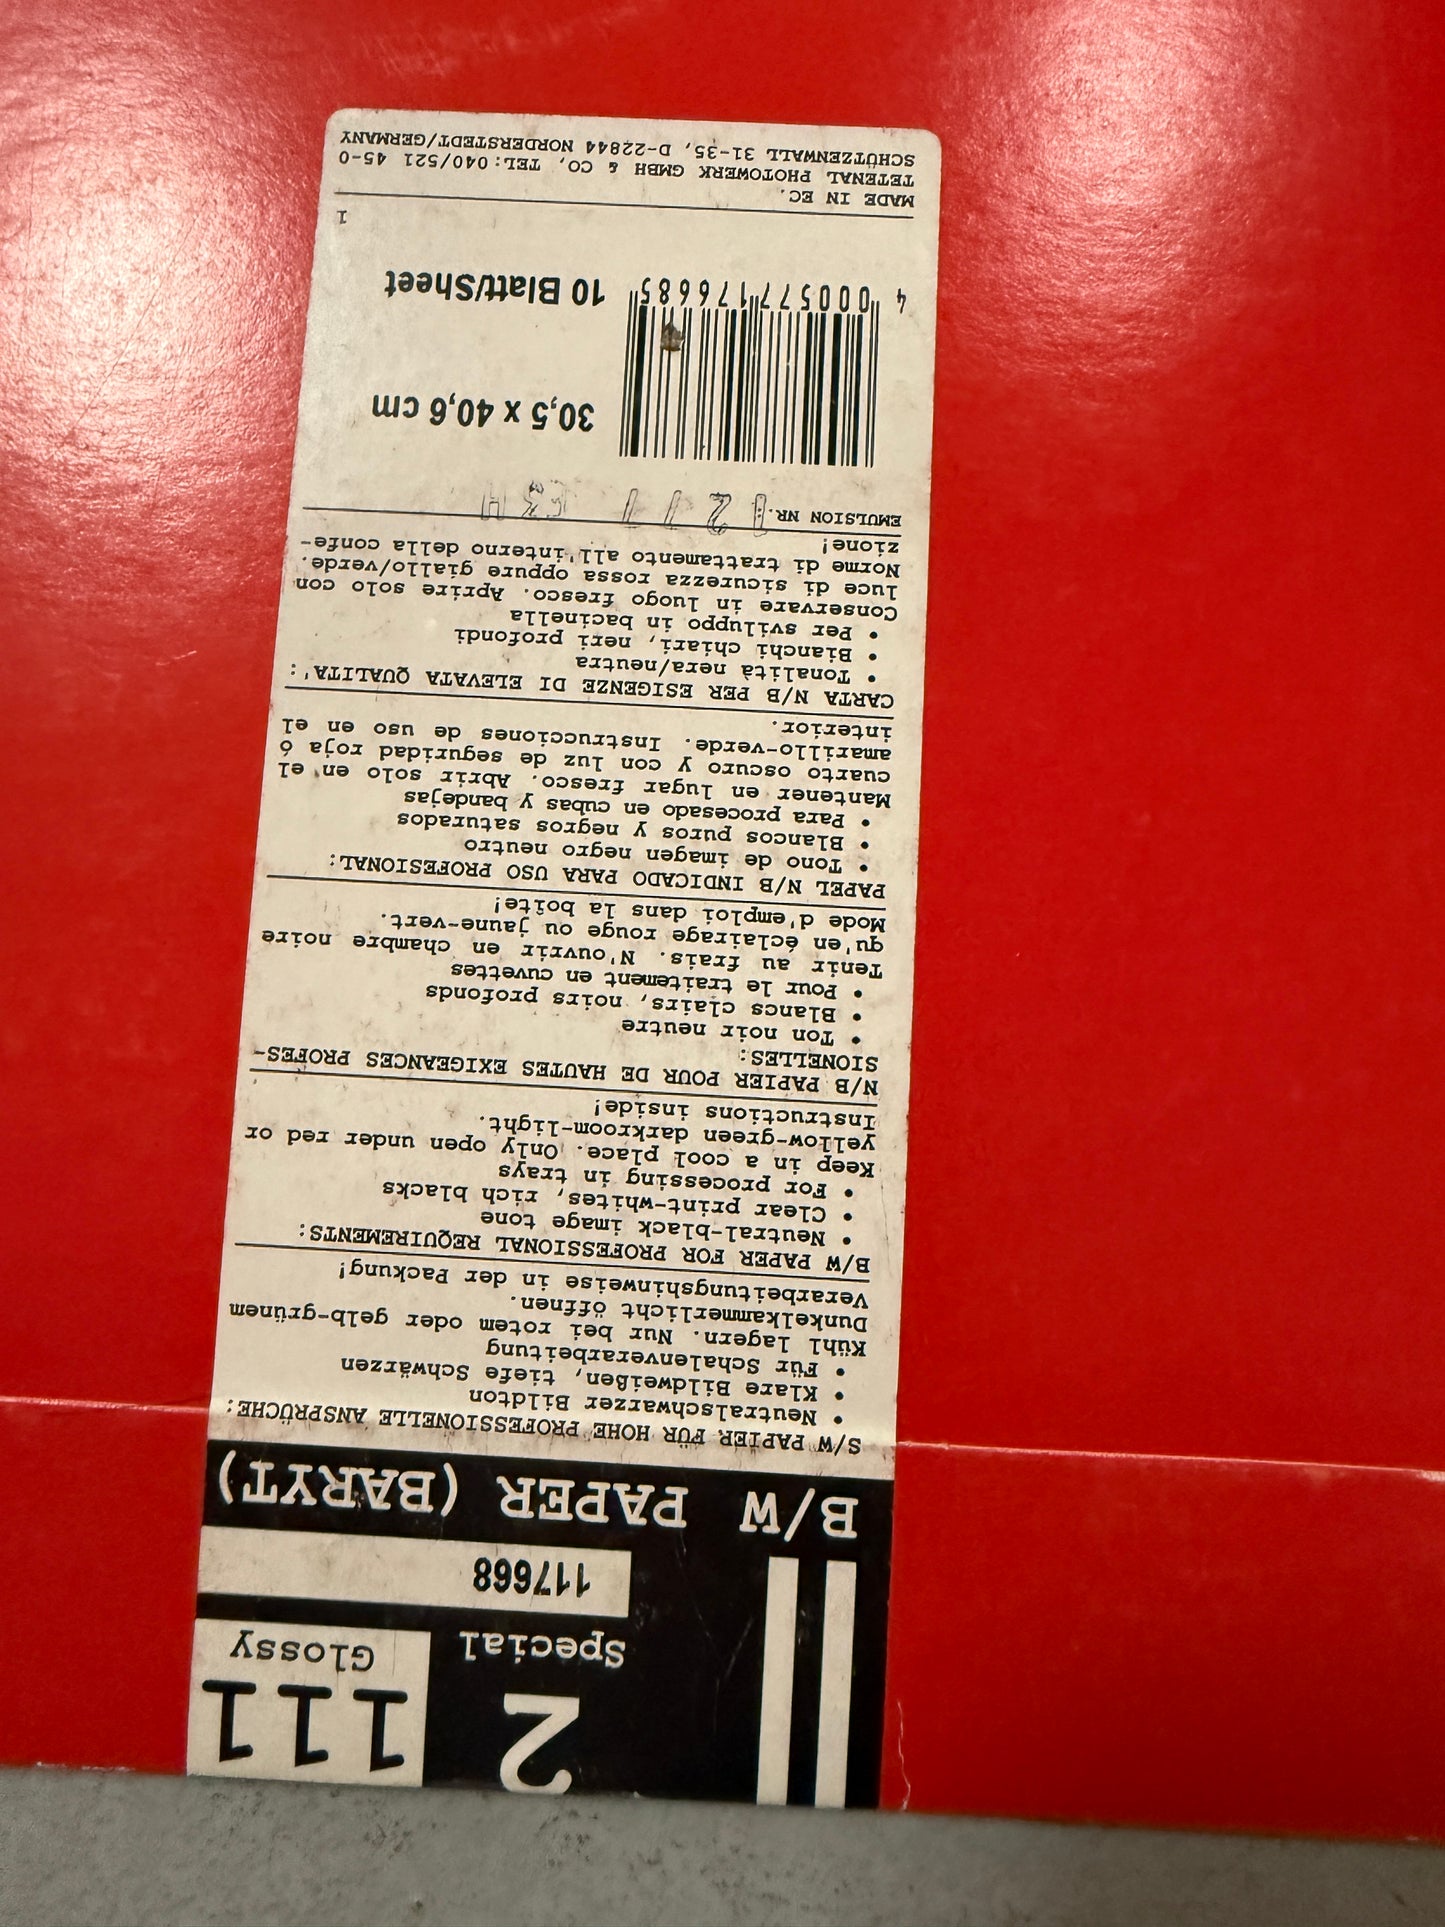 2
Special
111
Glossy
117668
B/W PAPER (BARYT)
S/W PAPIER FÜR HOHE PROFESSIONELLE ANSPRÜCHE:
• Neutralschwarzer Bildton
• Klare Bildweißen, tiefe Schwärzen
• Für Schalenverarbeitung
Kühl lagern. Nur bei rotem oder gelb-grünem
Dunkelkammerlicht öffnen.
Verarbeitungshinweise in der Packung!
B/W PAPER FOR PROFESSIONAL REQUIREMENTS:
• Neutral-black image tone
• Clear print-whites, rich blacks
• For processing in trays
Keep in a cool place. Only open under red or
yellow-green darkroom-light.
Instructions inside!
N/B PAPIER POUR DE HAUTES EXIGEANCES PROFES-
SIONELLES:
• Ton noir neutre
• Blancs clairs, noirs profonds
• Pour le traitement en cuvettes
Tenir au frais. N'ouvrir en chambre noire
qu'en éclairage rouge ou jaune-vert.
Mode d'emploi dans la boîte!
PAPEL N/B INDICADO PARA USO PROFESIONAL:
• Tono de imagen negro neutro
• Blancos puros y negros saturados
• Para procesado en cubas y bandejas
Mantener en lugar fresco. Abrir solo en el
cuarto oscuro y con luz de seguridad roja ó
amarillo-verde. Instrucciones de uso en el
interior.
CARTA N/B PER ESIGENZE DI ELEVATA QUALITA':
• Tonalità nera/neutra
• Bianchi chiari, neri profondi
• Per sviluppo in bacinella
Conservare in luogo fresco. Aprire solo con
luce di sicurezza rossa oppure giallo/verde.
Norme di trattamento all'interno della confe-
zione!
EMULSION NR.
30,5 x 40,6 cm
4 000577 176685
10 Blatt/Sheet
1
MADE IN EC.
TETENAL PHOTOWERK GMBH & CO, TEL:040/521 45-0
SCHÜTZENWALL 31-35, D-22844 NORDERSTEDT/GERMANY